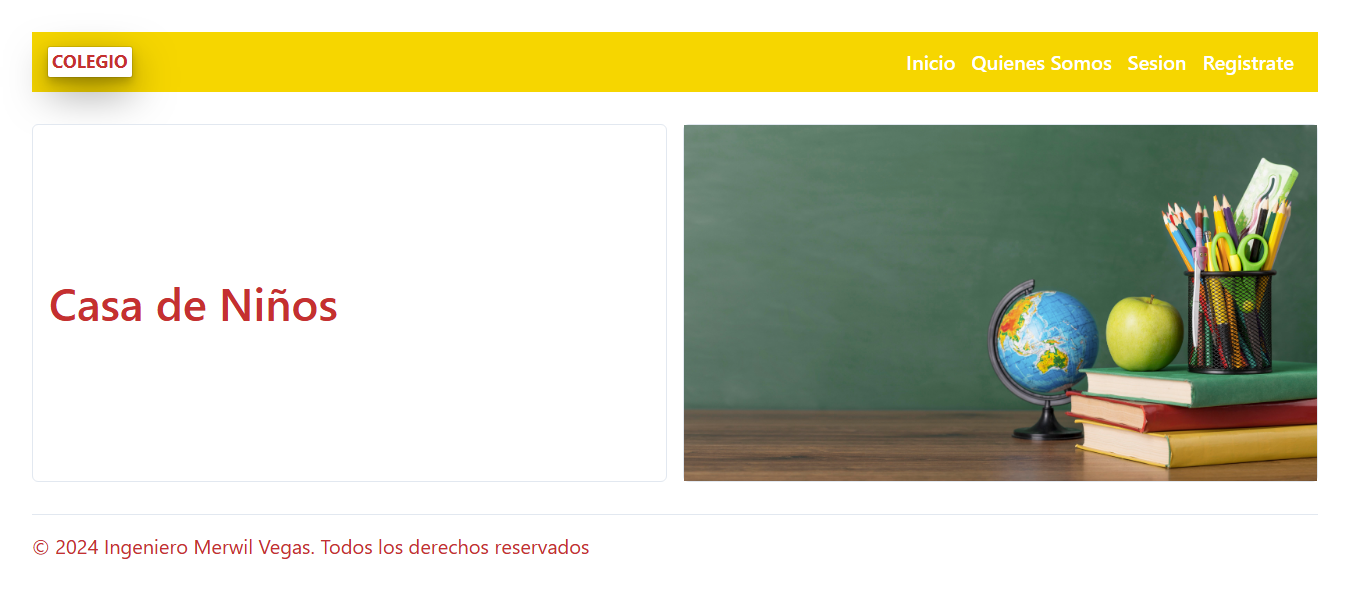 COLEGIO
Inicio Quienes Somos Sesion Registrate
Casa de Niños
© 2024 Ingeniero Merwil Vegas. Todos los derechos reservados